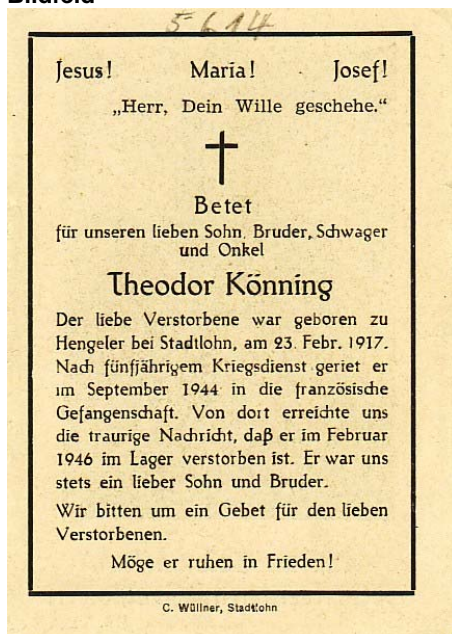 Bildfeld
5-6.14
Jesus! Maria! Josef!
„Herr, Dein Wille geschehe.“
Betet
für unseren lieben Sohn, Bruder, Schwager
und Onkel
Theodor Könning
Der liebe Verstorbene war geboren zu
Hengeler bei Stadtlohn, am 23. Febr. 1917.
Nach fünfjährigem Kriegsdienst geriet er
im September 1944 in die französische
Gefangenschaft. Von dort erreichte uns
die traurige Nachricht, daß er im Februar
1946 im Lager verstorben ist. Er war uns
stets ein lieber Sohn und Bruder.
Wir bitten um ein Gebet für den lieben
Verstorbenen.
Möge er ruhen in Frieden!
C. Wüllner, Stadtlohn